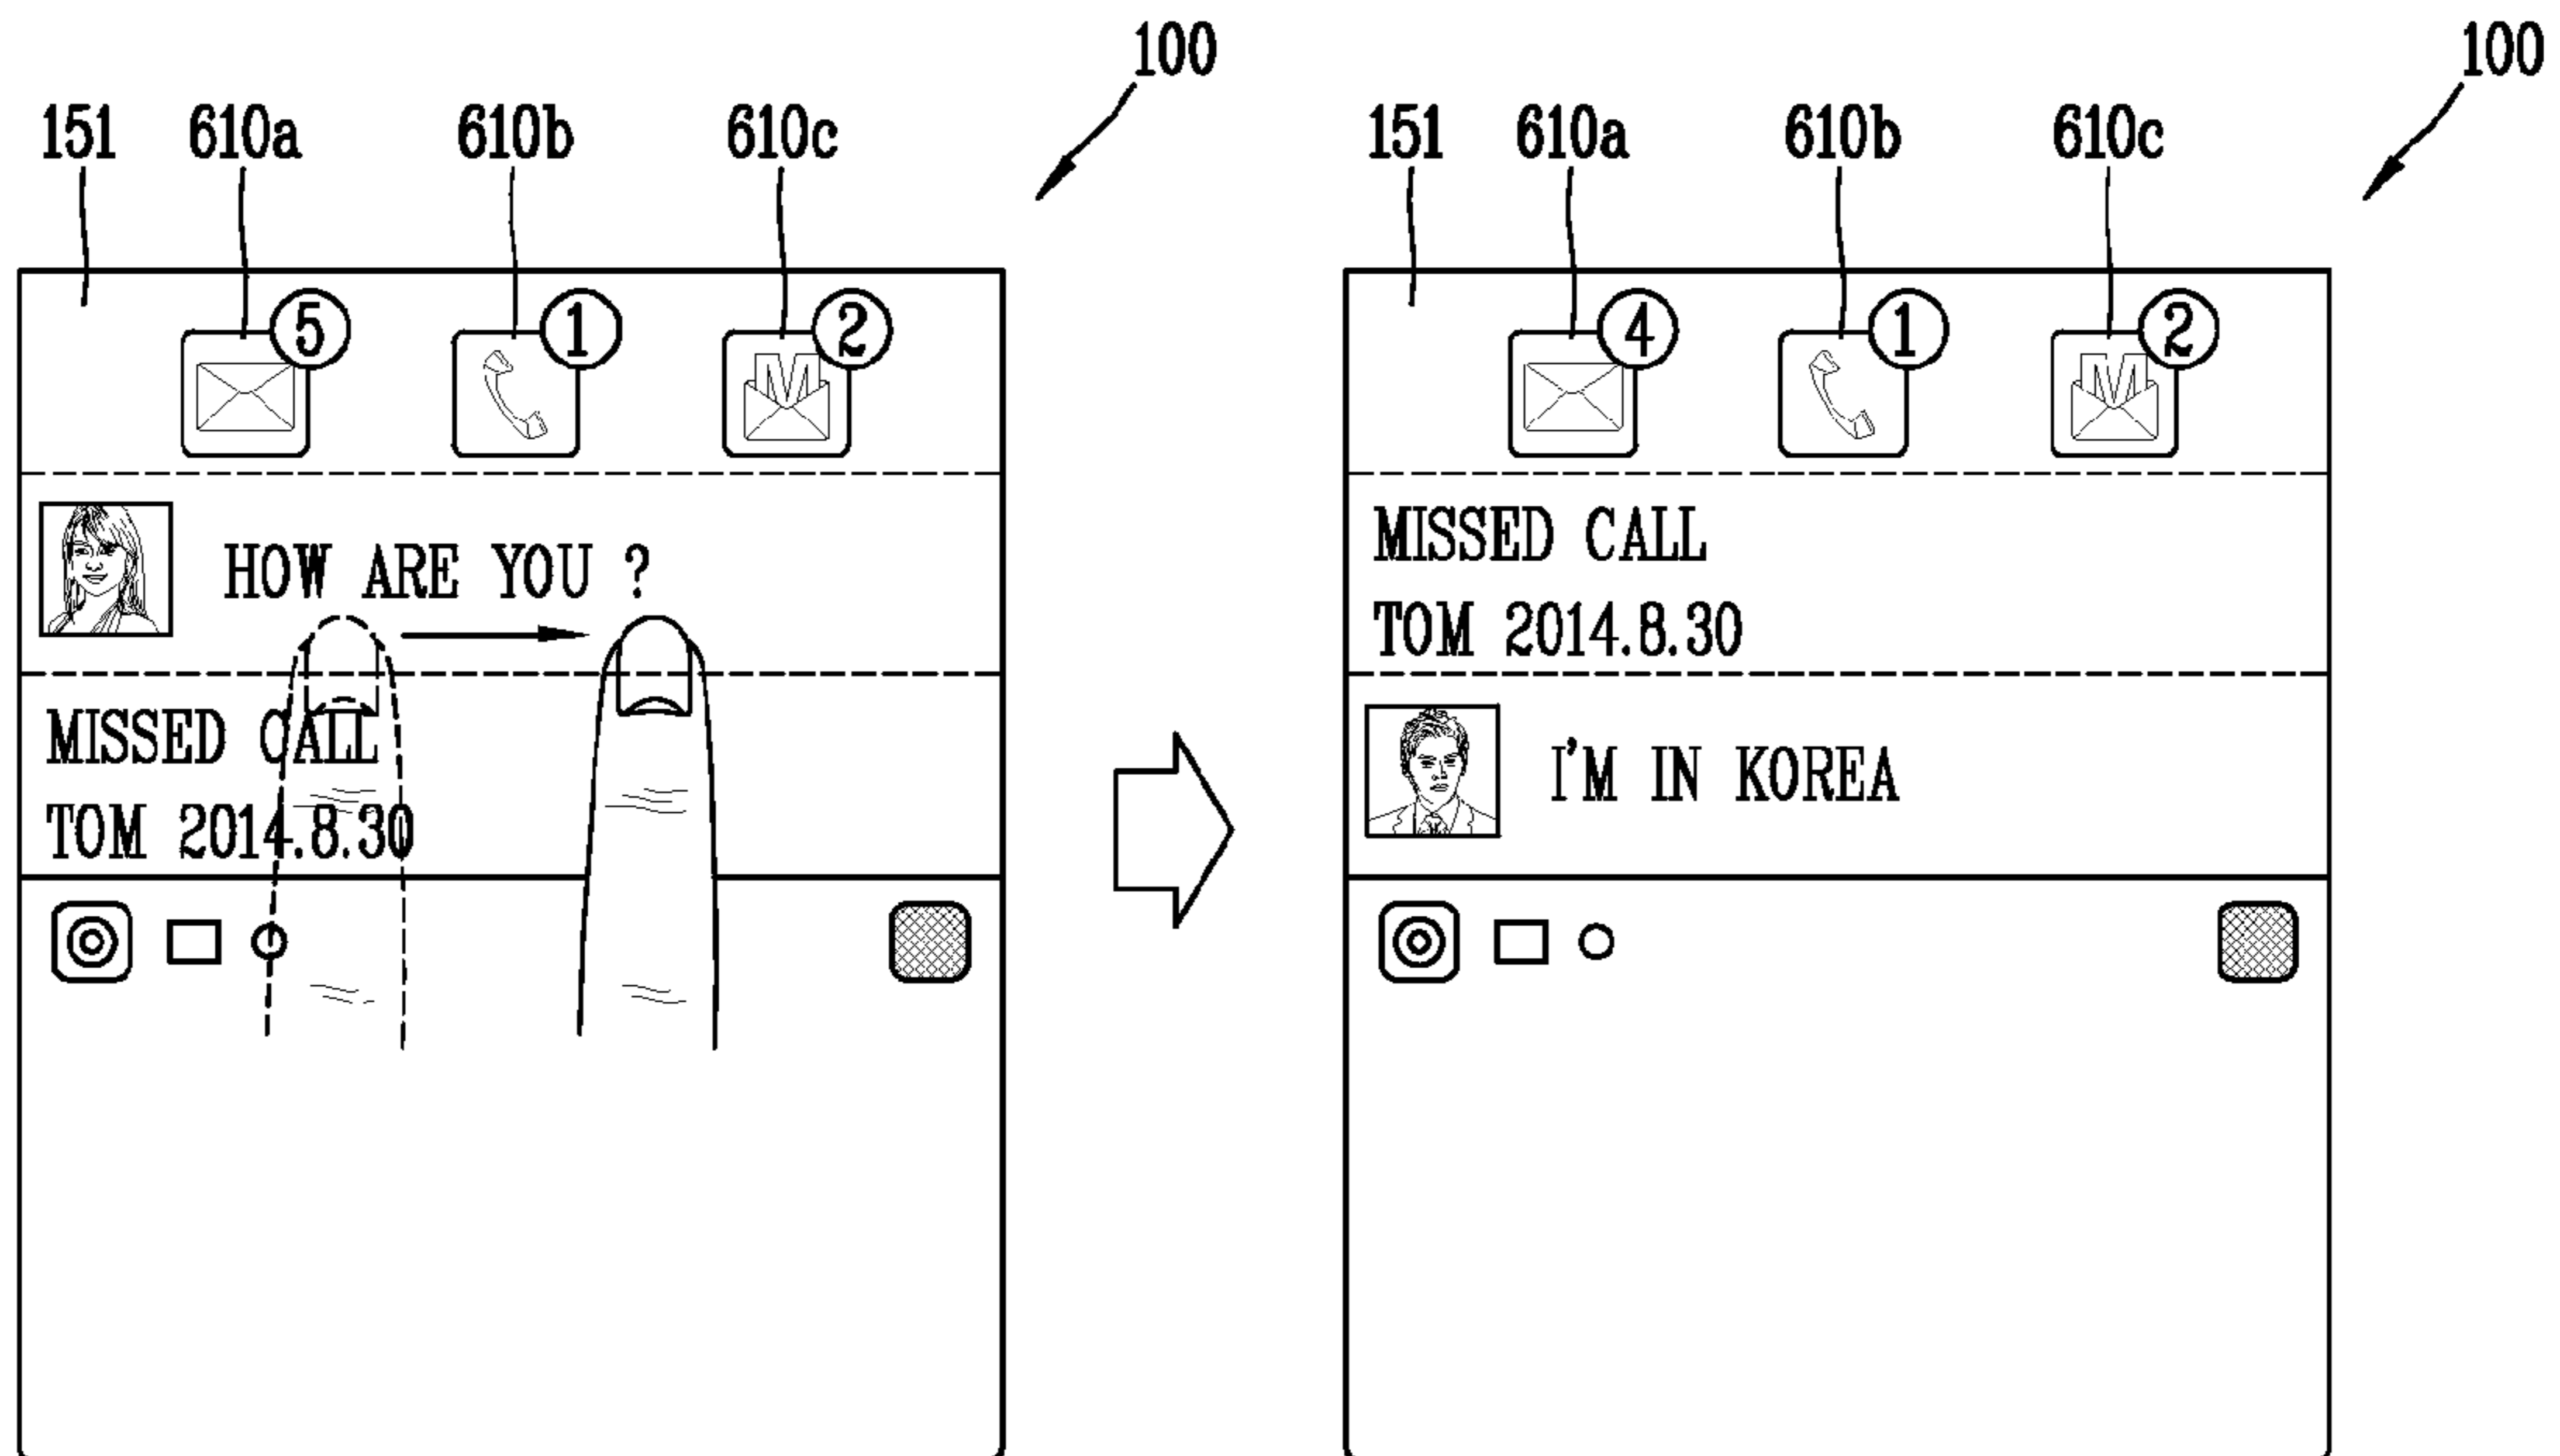 100
151 610a 610b 610c
5 1 2
HOW ARE YOU ?
MISSED CALL
TOM 2014.8.30
100
151 610a 610b 610c
4 1 2
MISSED CALL
TOM 2014.8.30
I'M IN KOREA